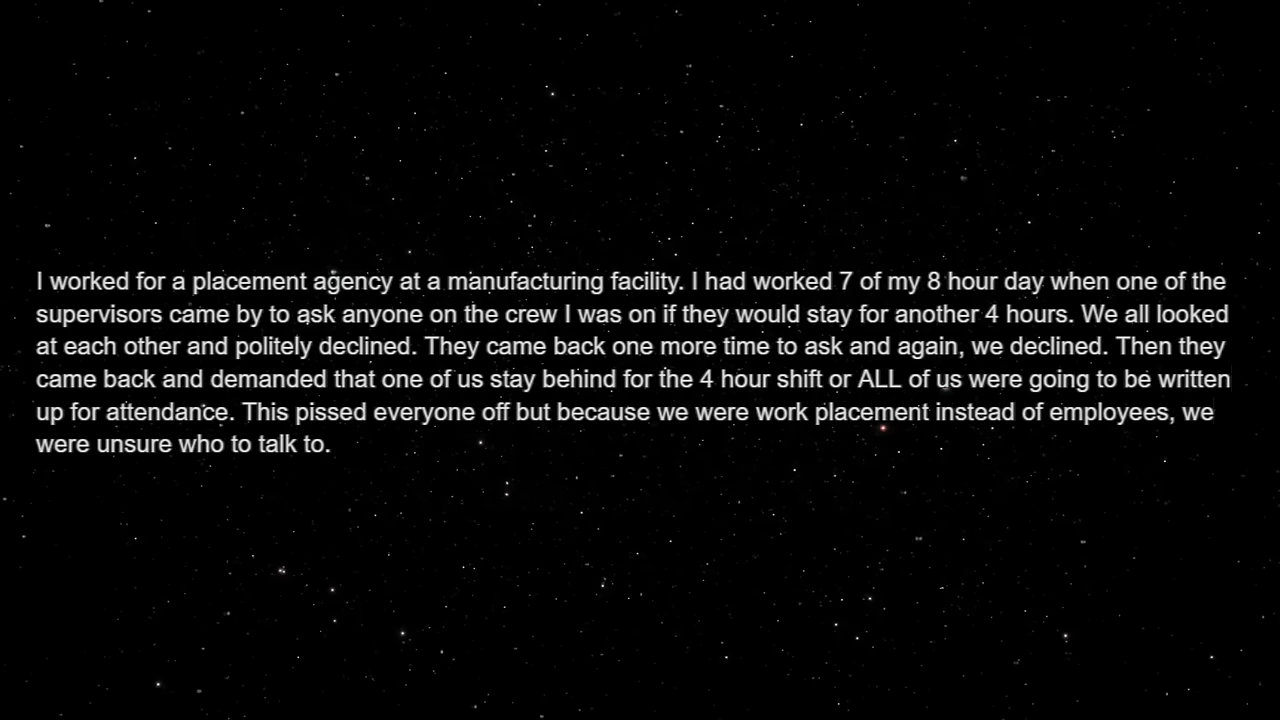 I worked for a placement agency at a manufacturing facility. I had worked 7 of my 8 hour day when one of the
supervisors came by to ask anyone on the crew I was on if they would stay for another 4 hours. We all looked
at each other and politely declined. They came back one more time to ask and again, we declined. Then they
came back and demanded that one of us stay behind for the 4 hour shift or ALL of us were going to be written
up for attendance. This pissed everyone off but because we were work placement instead of employees, we
were unsure who to talk to.